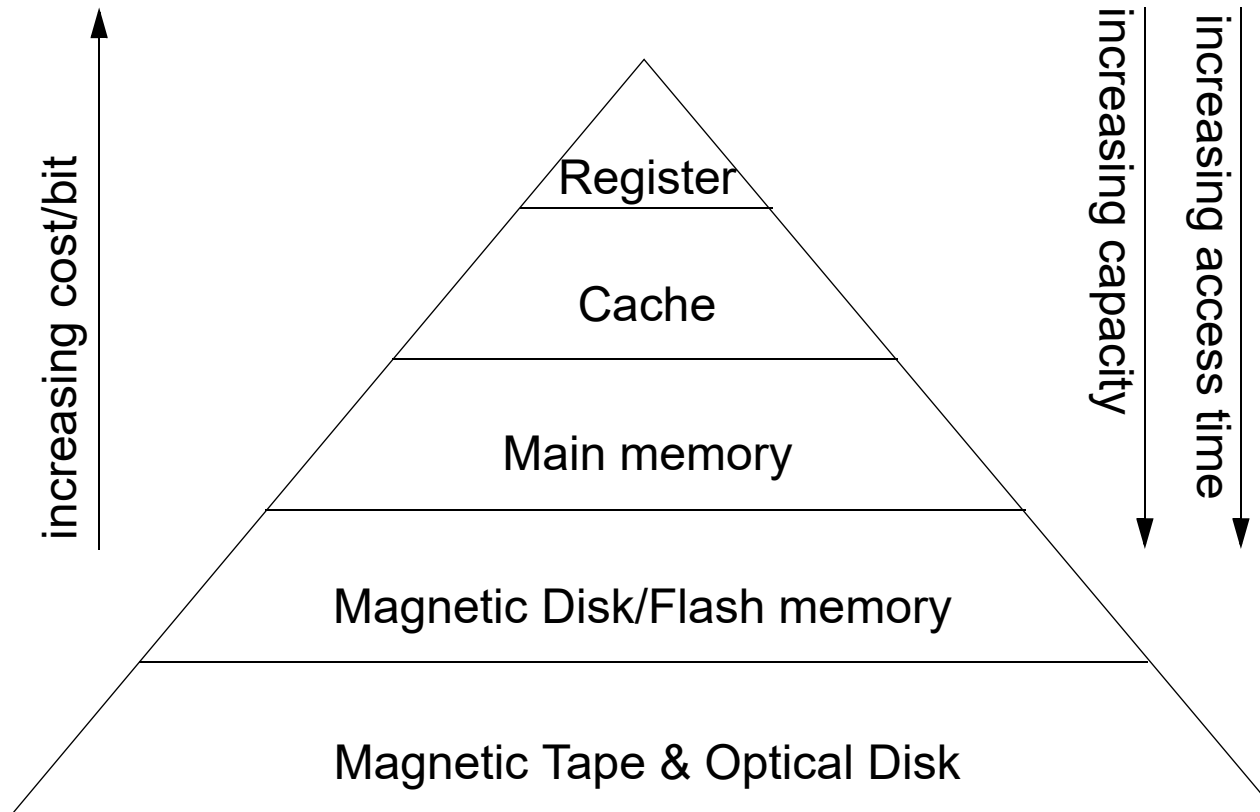 increasing cost/bit
increasing capacity
increasing access time
Register
Cache
Main memory
Magnetic Disk/Flash memory
Magnetic Tape & Optical Disk